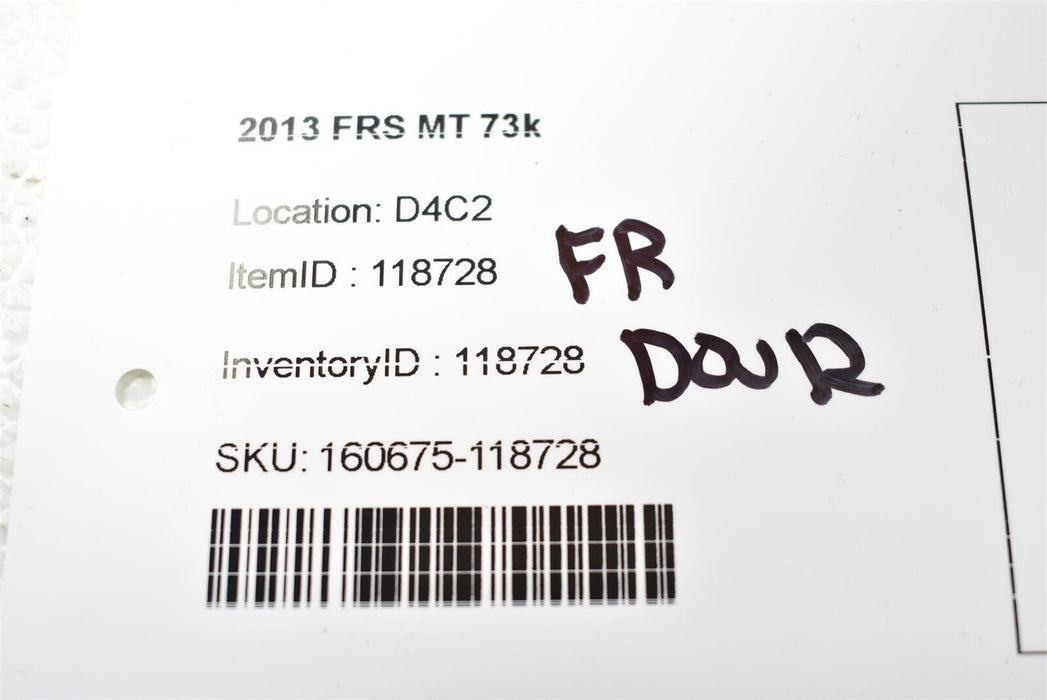 2013 FRS MT 73k
Location: D4C2
ItemID : 118728
FR
InventoryID : 118728
DOOR
SKU: 160675-118728